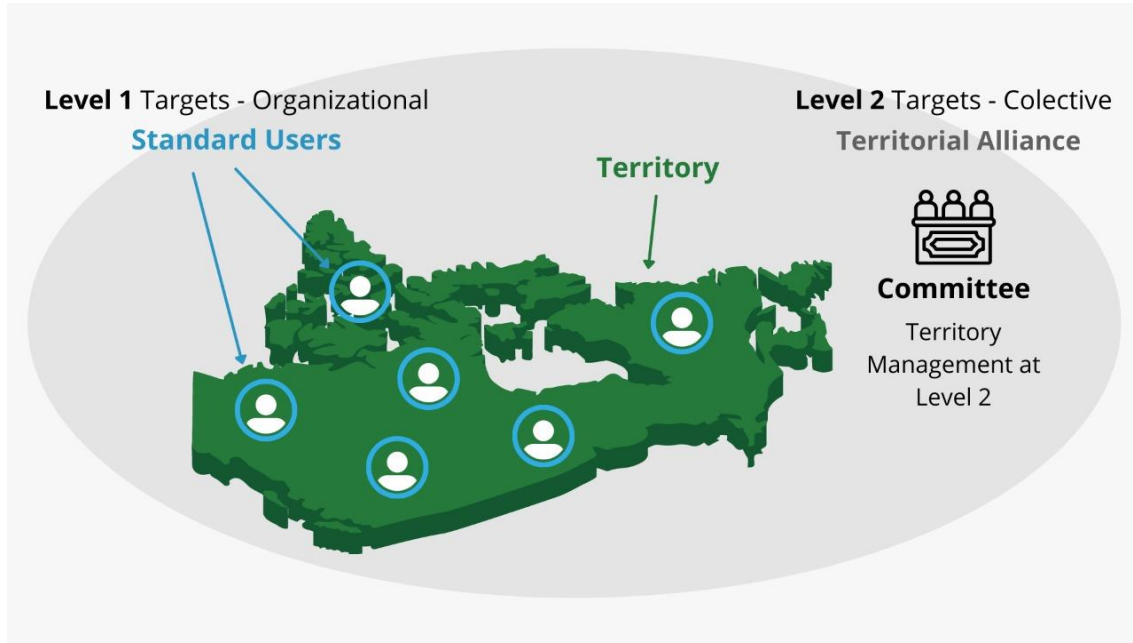 Level 1 Targets - Organizational
Standard Users
Territory
Level 2 Targets - Colective
Territorial Alliance
Committee
Territory
Management at
Level 2